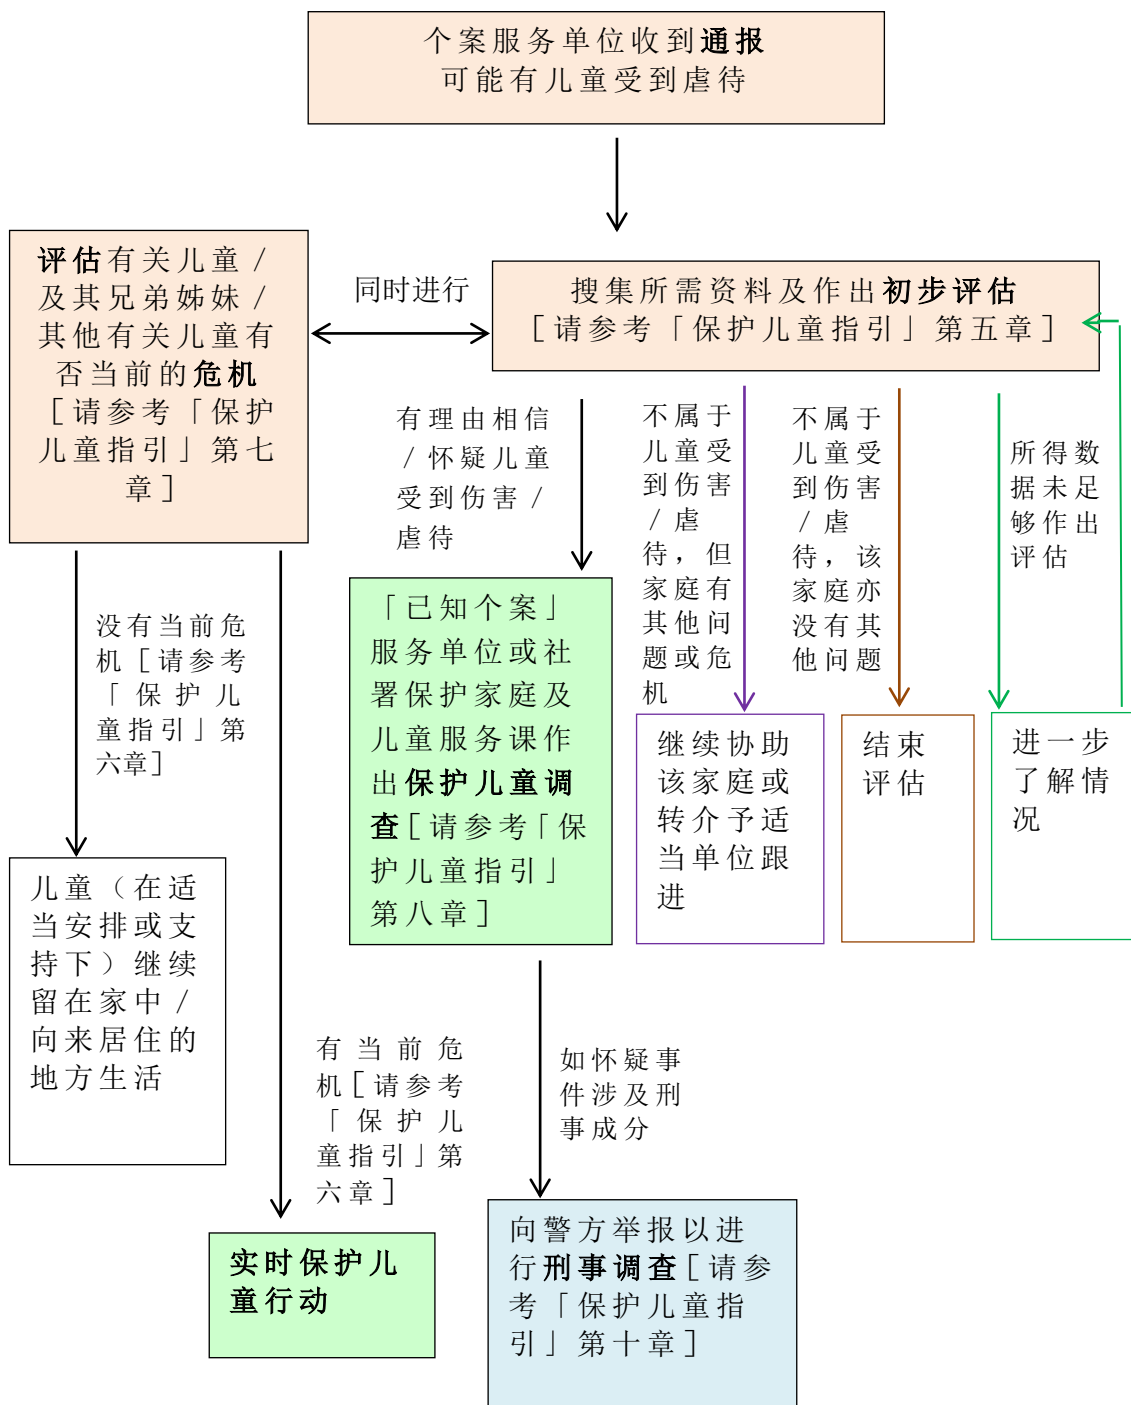 个案服务单位收到通报
可能有儿童受到虐待
评估有关儿童/
及其兄弟姊妹/
其他有关儿童有
否当前的危机
[请参考「保护
儿童指引」第七
章]
同时进行
搜集所需资料及作出初步评估
[请参考「保护儿童指引」第五章]
有理由相信
/怀疑儿童
受到伤害/
虐待
不属于
儿童受
到伤害
/虐
待，但
家庭有
其他问
题或危
机
不属于
儿童受
到伤害
/虐
待，该
家庭亦
没有其
他问题
所得数
据未足
够作出
评估
没有当前危
机[请参考
「保护儿
童指引」第
六章]
「已知个案」
服务单位或社
署保护家庭及
儿童服务课作
出保护儿童调
查[请参考「保
护儿童指引」
第八章]
继续协助
该家庭或
转介予适
当单位跟
进
结束
评估
进一步
了解情
况
儿童（在适
当安排或支
持下）继续
留在家中/
向来居住的
地方生活
有当前危
机[请参考
「保护儿
童指引」第
六章]
如怀疑事
件涉及刑
事成分
实时保护儿
童行动
向警方举报以进
行刑事调查[请参
考「保护儿童指
引」第十章]